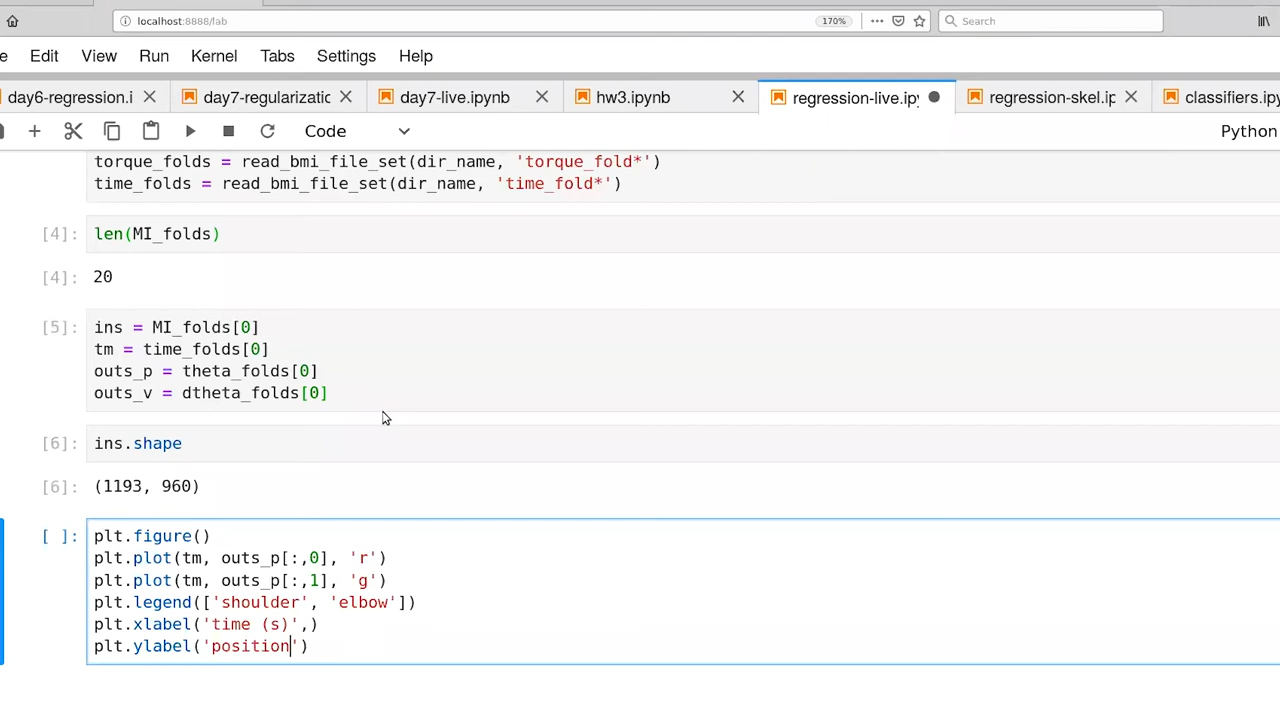 localhost:8888/lab
170%
Search
Edit View Run Kernel Tabs Settings Help
day6-regression.i
day7-regularizatic
day7-live.ipynb
hw3.ipynb
regression-live.ipy
regression-skel.ip
classifiers.ipy
Code
Python
torque_folds = read_bmi_file_set(dir_name, 'torque_fold*')
time_folds = read_bmi_file_set(dir_name, 'time_fold*')
[4]: len(MI_folds)
[4]: 20
[5]: ins = MI_folds[0]
tm = time_folds[0]
outs_p = theta_folds[0]
outs_v = dtheta_folds[0]
[6]: ins.shape
[6]: (1193, 960)
[ ]: plt.figure()
plt.plot(tm, outs_p[:,0], 'r')
plt.plot(tm, outs_p[:,1], 'g')
plt.legend(['shoulder', 'elbow'])
plt.xlabel('time (s)',)
plt.ylabel('position')